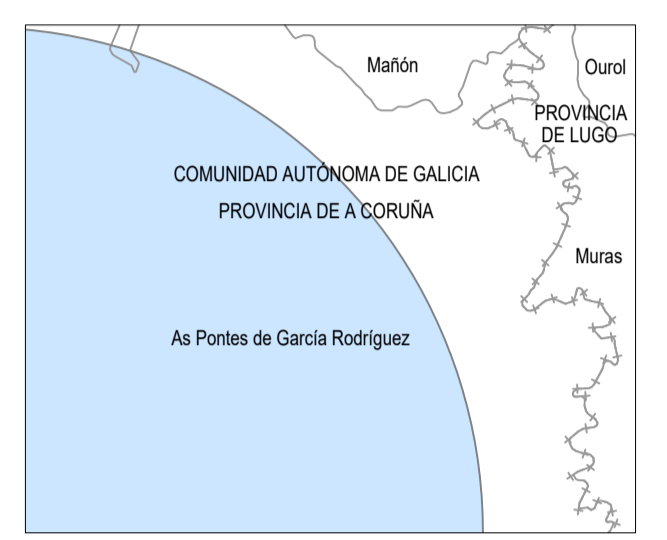 Mañón
Ourol
PROVINCIA
DE LUGO
COMUNIDAD AUTÓNOMA DE GALICIA
PROVINCIA DE A CORUÑA
Muras
As Pontes de García Rodríguez